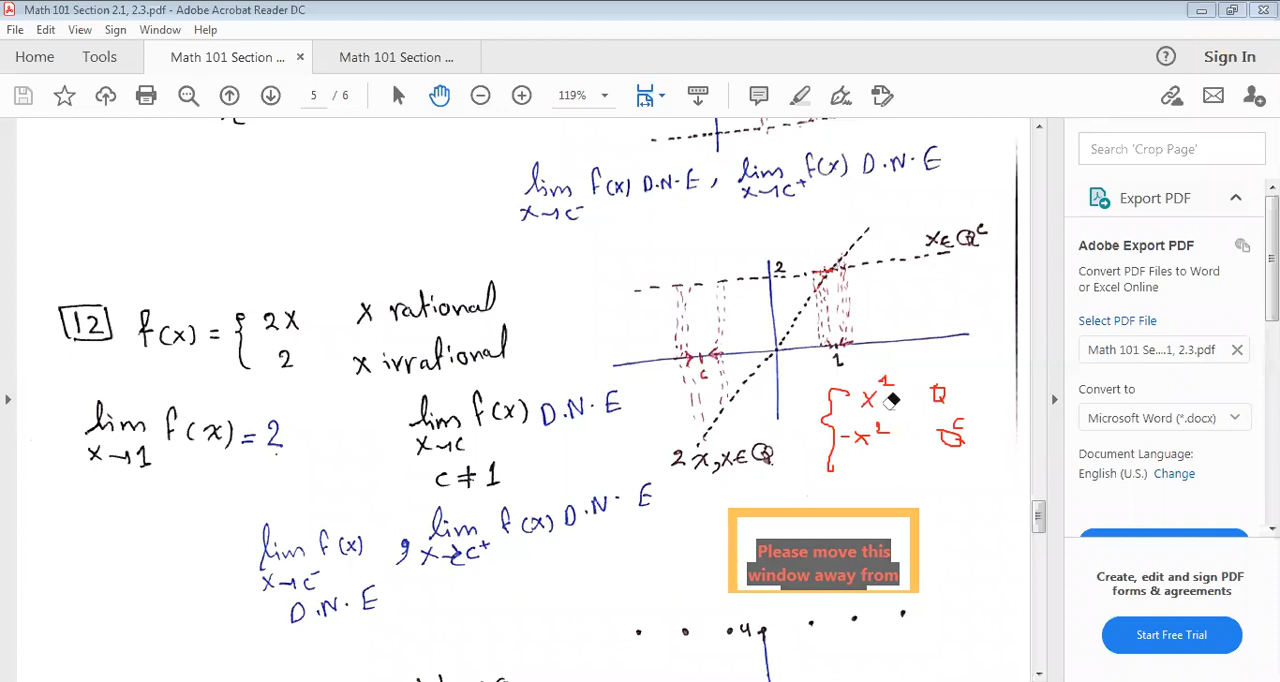 Math 101 Section 2.1, 2.3.pdf - Adobe Acrobat Reader DC
File Edit View Sign Window Help
Home Tools Math 101 Section ... × Math 101 Section ... Sign In
5 / 6 119%
lim f(x) D.N.E , lim f(x) D.N.E
x→c⁻ x→c⁺
x∈Qᶜ
2
12 f(x) = { 2x x rational
2 x irrational
c 1
lim f(x) = 2
x→1
lim f(x) D.N.E
x→c
c ≠ 1
2x, x∈Q
{ x² Q
-x² Qᶜ
lim f(x) , lim f(x) D.N.E
x→c⁻ x→c⁺
D.N.E
Please move this
window away from
4
Search 'Crop Page'
Export PDF
Adobe Export PDF
Convert PDF Files to Word
or Excel Online
Select PDF File
Math 101 Se....1, 2.3.pdf ×
Convert to
Microsoft Word (*.docx)
Document Language:
English (U.S.) Change
Create, edit and sign PDF
forms & agreements
Start Free Trial